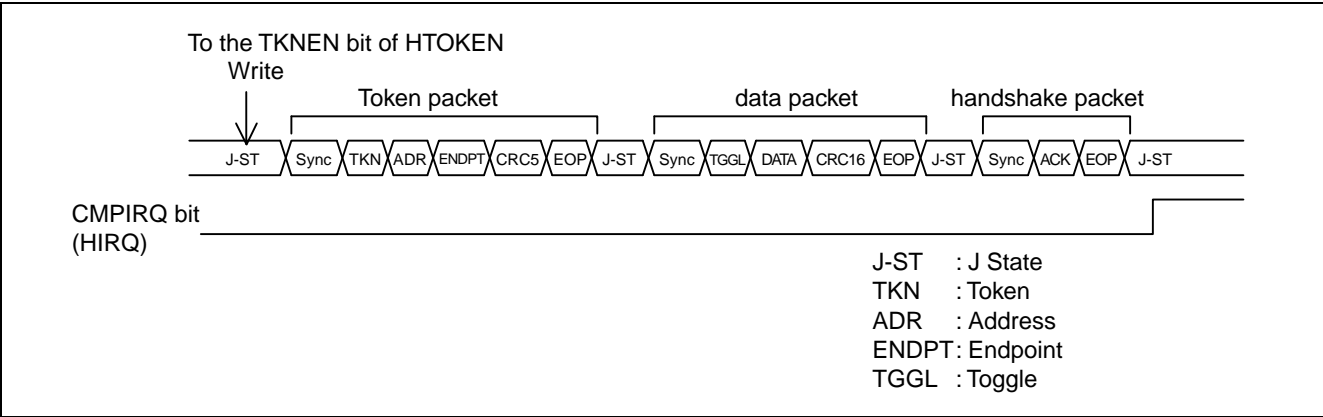 To the TKNEN bit of HTOKEN
Write
Token packet data packet handshake packet
J-ST Sync TKN ADR ENDPT CRC5 EOP J-ST Sync TGGL DATA CRC16 EOP J-ST Sync ACK EOP J-ST
CMPIRQ bit
(HIRQ)
J-ST : J State
TKN : Token
ADR : Address
ENDPT : Endpoint
TGGL : Toggle